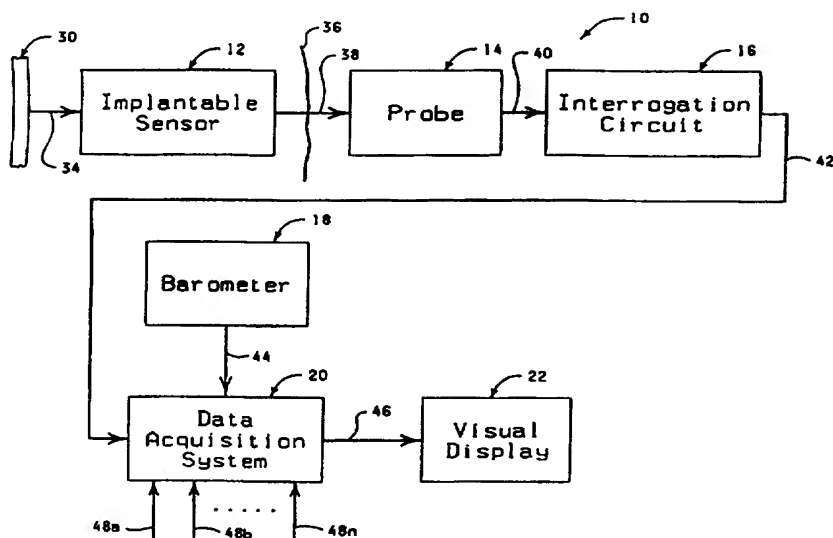 30
12
36
38
14
40
10
16
Implantable
Sensor
Probe
Interrogation
Circuit
34
42
18
Barometer
44
20
46
22
Data
Acquisition
System
Visual
Display
48a
48b
.....
48n